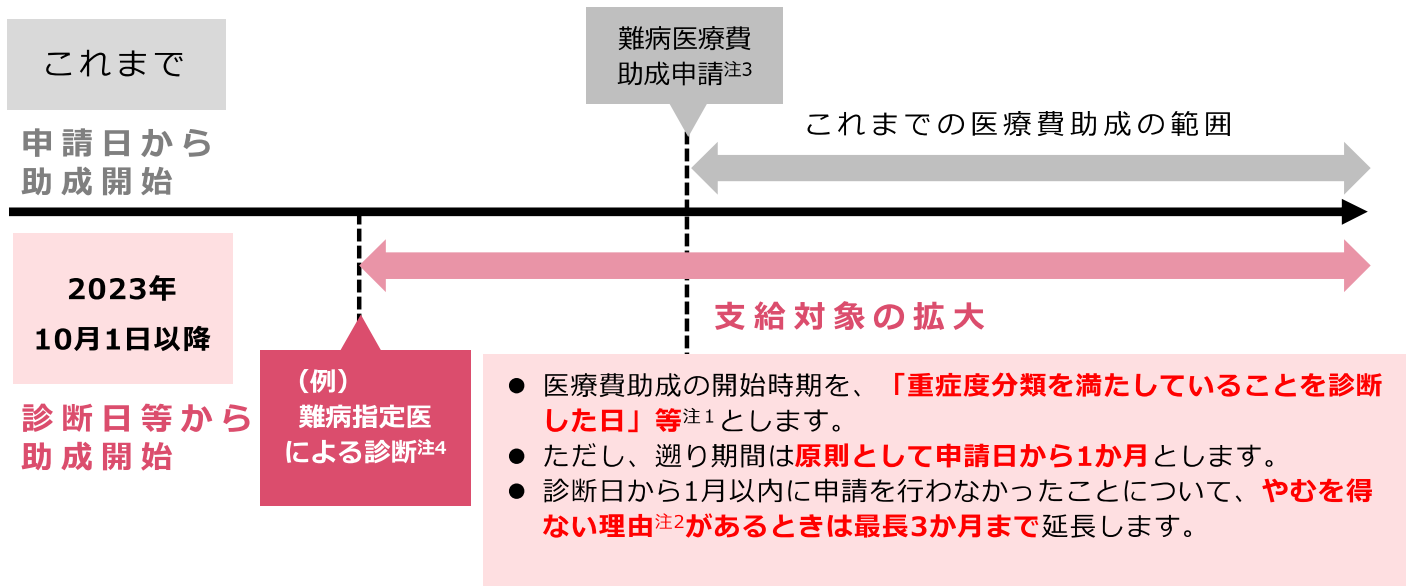 これまで
申請日から
助成開始
難病医療費
助成申請注3
これまでの医療費助成の範囲
2023年
10月1日以降
診断日等から
助成開始
（例）
難病指定医
による診断注4
支給対象の拡大
● 医療費助成の開始時期を、「重症度分類を満たしていることを診断
した日」等注１とします。
● ただし、遡り期間は原則として申請日から1か月とします。
● 診断日から1月以内に申請を行わなかったことについて、やむを得
ない理由注2があるときは最長3か月まで延長します。